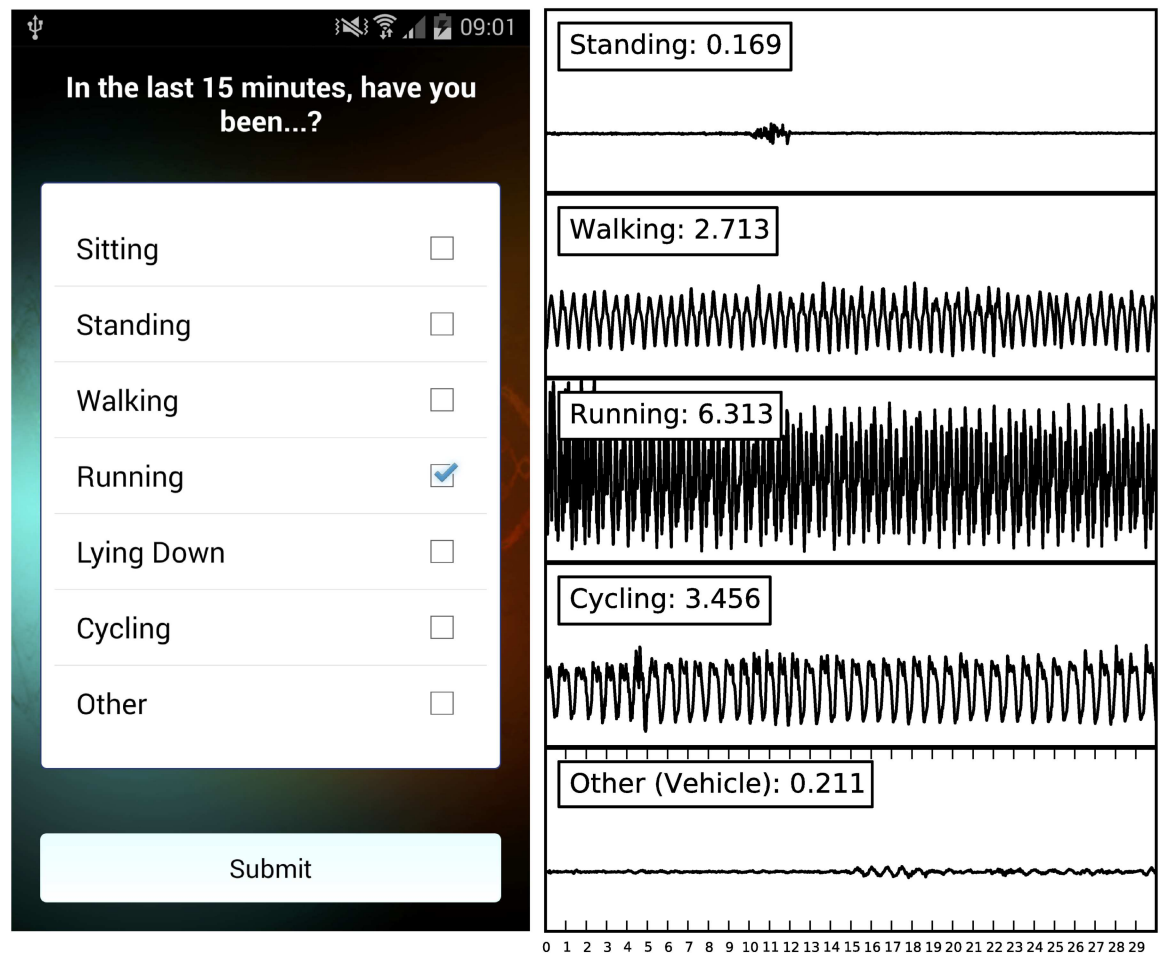 09:01
In the last 15 minutes, have you
been...?
Sitting
Standing
Walking
Running
Lying Down
Cycling
Other
Submit
Standing: 0.169
Walking: 2.713
Running: 6.313
Cycling: 3.456
Other (Vehicle): 0.211
0 1 2 3 4 5 6 7 8 9 10 11 12 13 14 15 16 17 18 19 20 21 22 23 24 25 26 27 28 29